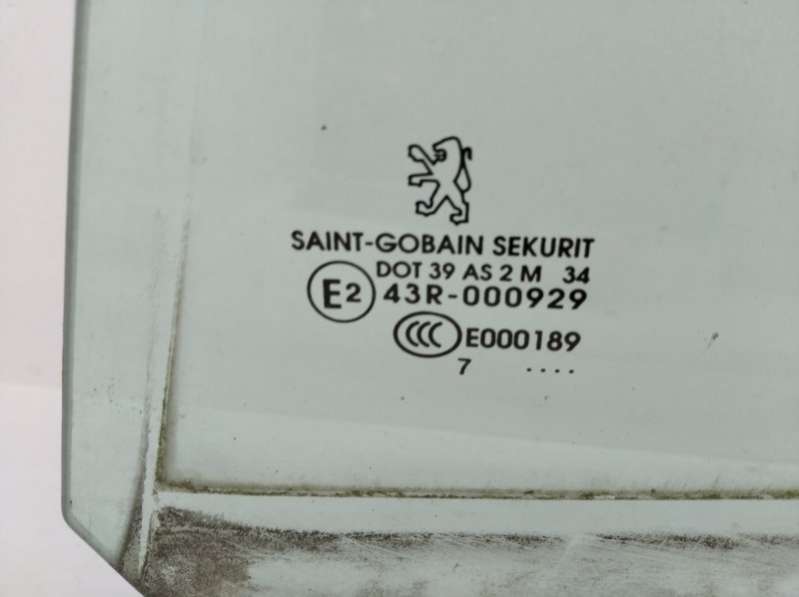 SAINT-GOBAIN SEKURIT
DOT 39 AS 2 M 34
E2 43R-000929
CCC E000189
7 ....